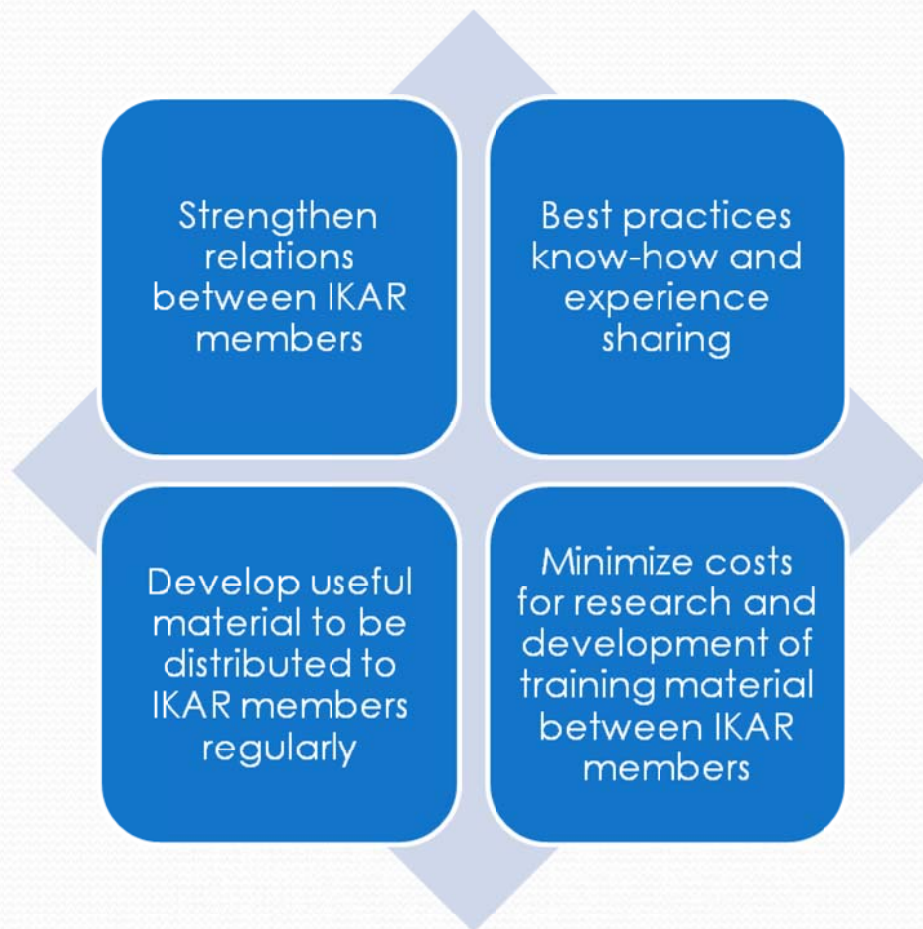 Strengthen
relations
between IKAR
members
Best practices
know-how and
experience
sharing
Develop useful
material to be
distributed to
IKAR members
regularly
Minimize costs
for research and
development of
training material
between IKAR
members